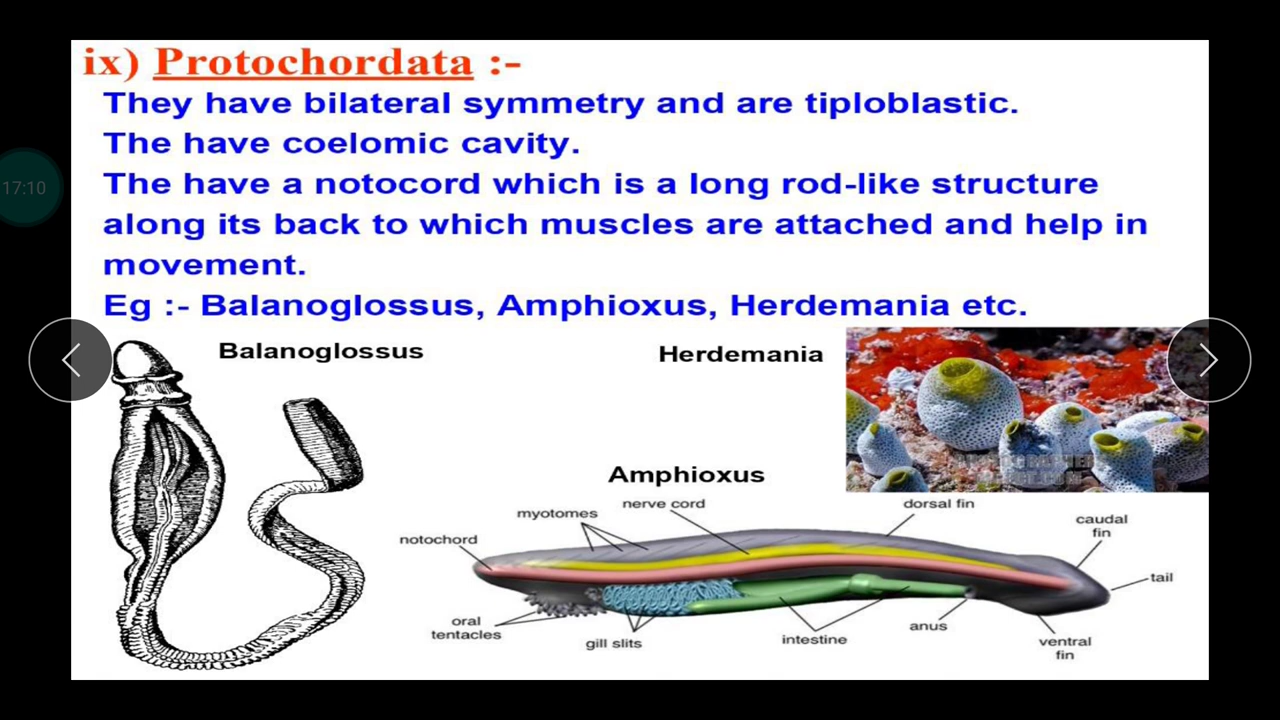 ix) Protochordata :-
They have bilateral symmetry and are tiploblastic.
The have coelomic cavity.
17:10
The have a notocord which is a long rod-like structure
along its back to which muscles are attached and help in
movement.
Eg :- Balanoglossus, Amphioxus, Herdemania etc.
Balanoglossus
Herdemania
Amphioxus
nerve cord
dorsal fin
myotomes
caudal
fin
notochord
tail
oral
tentacles
gill slits
intestine
anus
ventral
fin